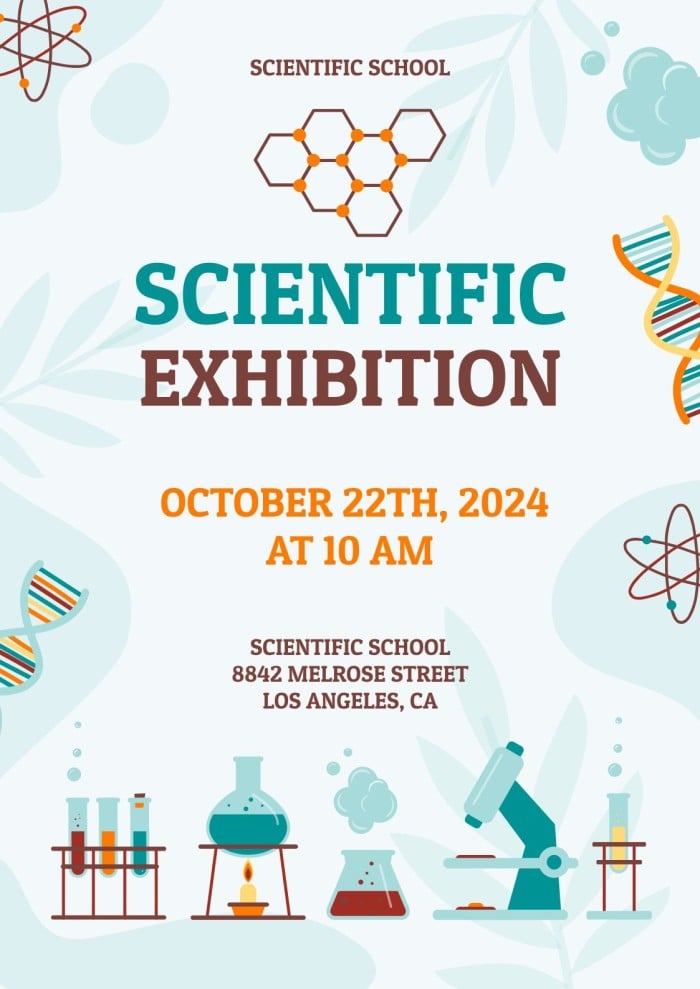 SCIENTIFIC SCHOOL
SCIENTIFIC
EXHIBITION
OCTOBER 22TH, 2024
AT 10 AM
SCIENTIFIC SCHOOL
8842 MELROSE STREET
LOS ANGELES, CA